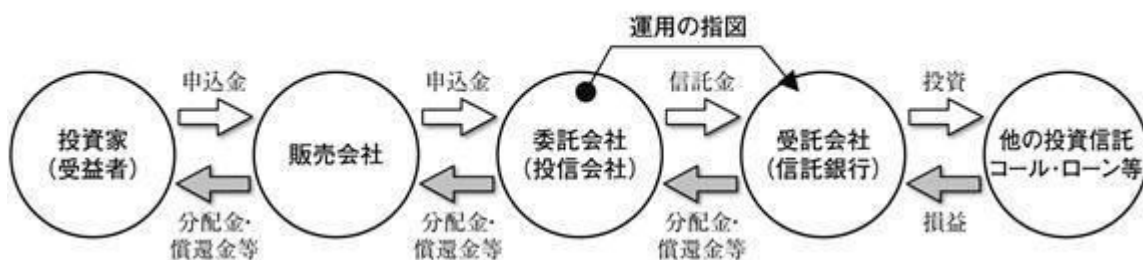 運用の指図
申込金
申込金
信託金
投資
投資家
(受益者)
販売会社
委託会社
(投信会社)
受託会社
(信託銀行)
他の投資信託
コール・ローン等
分配金・
償還金等
分配金・
償還金等
分配金・
償還金等
損益